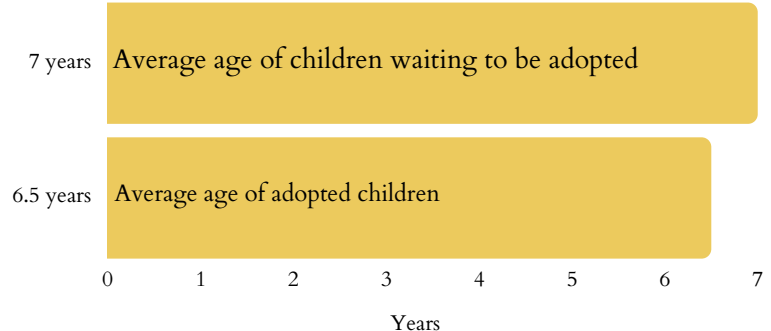 7 years
Average age of children waiting to be adopted
6.5 years
Average age of adopted children
0 1 2 3 4 5 6 7
Years